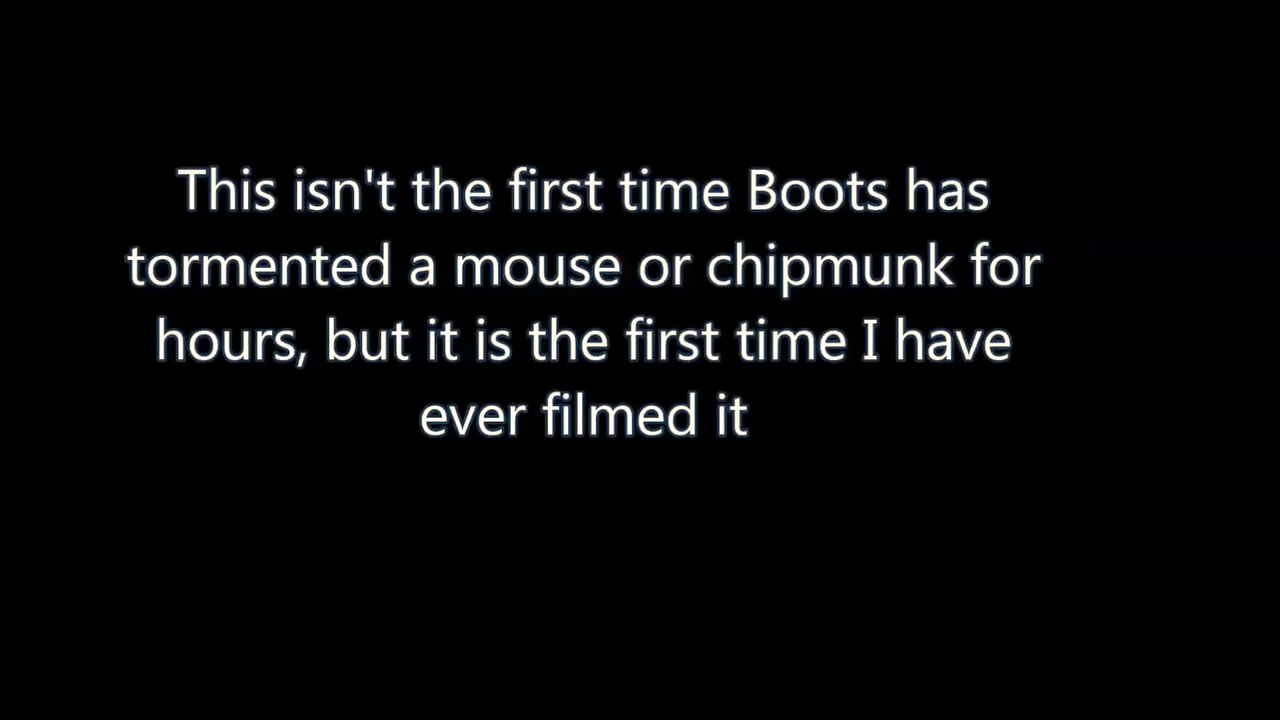 This isn't the first time Boots has
tormented a mouse or chipmunk for
hours, but it is the first time I have
ever filmed it